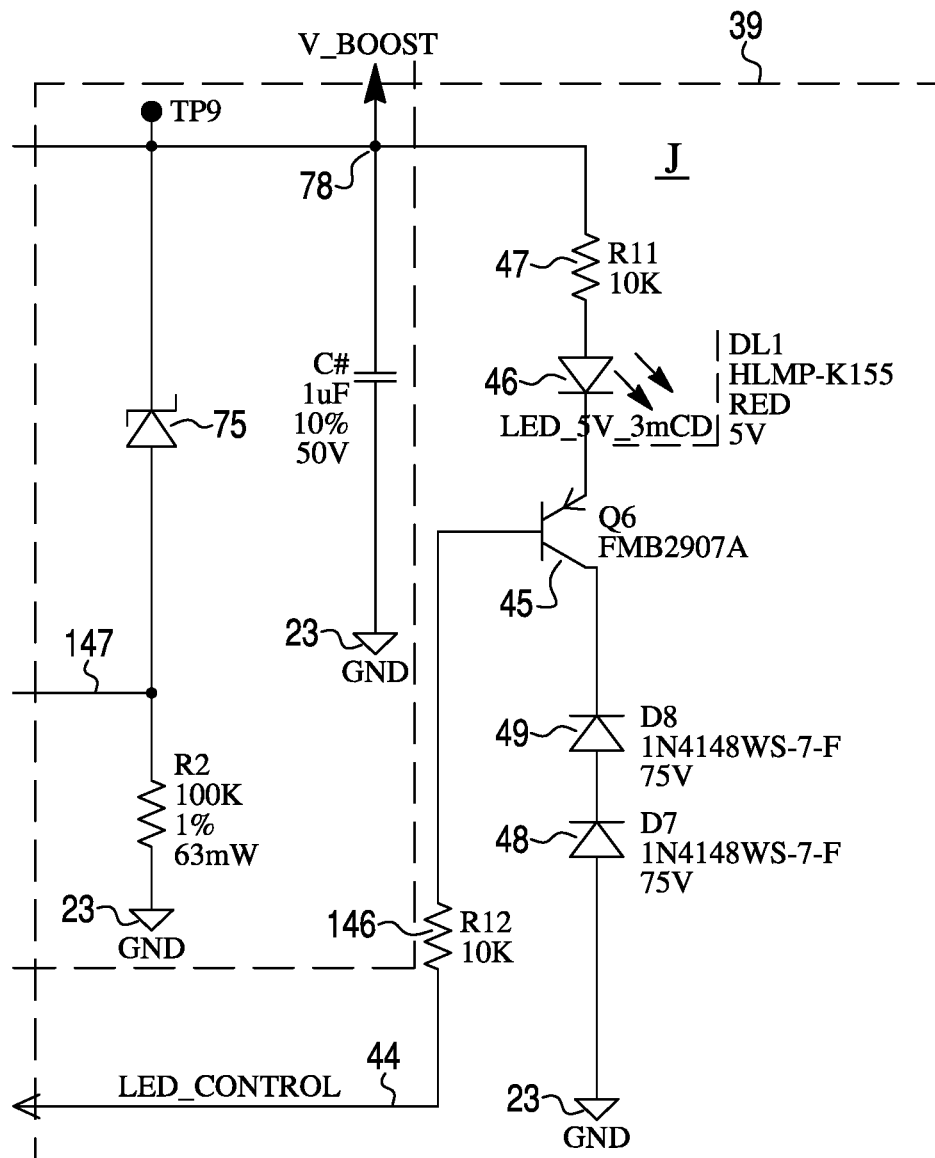 39
V_BOOST
TP9
78
J
47
R11
10K
46
DL1
HLMP-K155
RED
5V
LED_5V_3mCD
C#
1uF
10%
50V
75
Q6
FMB2907A
45
23
GND
147
49
D8
1N4148WS-7-F
75V
R2
100K
1%
63mW
48
D7
1N4148WS-7-F
75V
23
GND
146
R12
10K
LED_CONTROL
44
23
GND